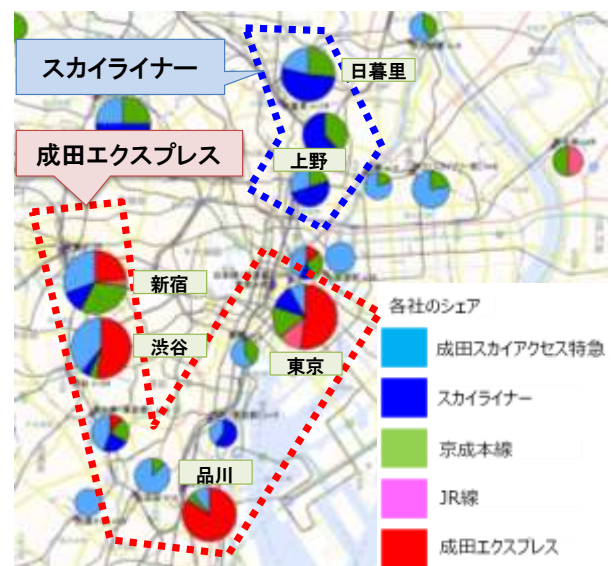 スカイライナー
日暮里
成田エクスプレス
上野
新宿
渋谷
東京
品川
各社のシェア
成田スカイアクセス特急
スカイライナー
京成本線
JR線
成田エクスプレス